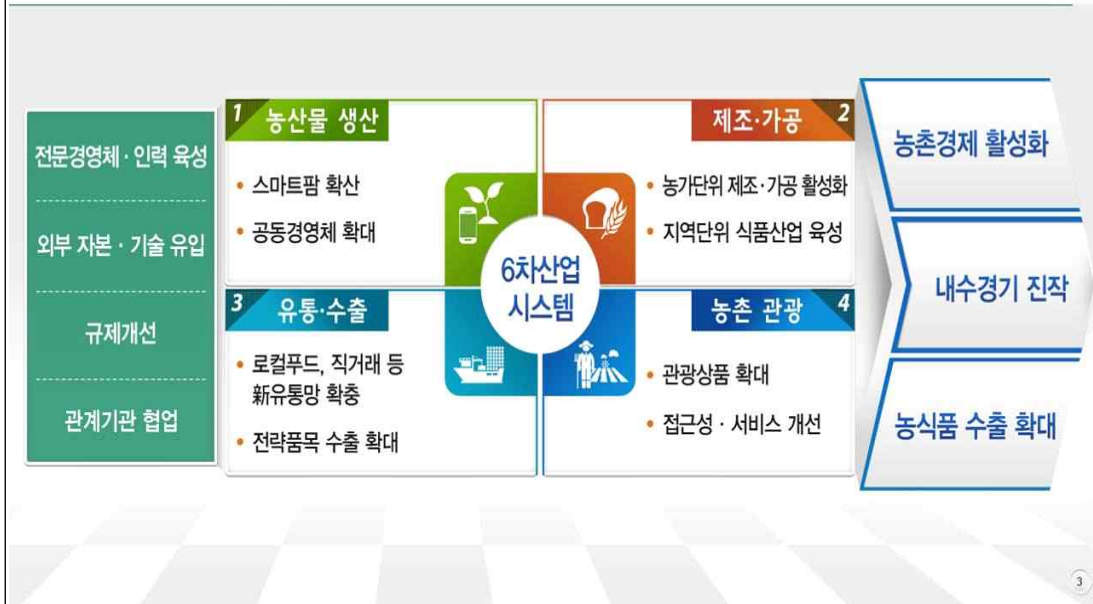 전문경영체·인력 육성
외부 자본·기술 유입
규제개선
관계기관 협업
1 농산물 생산
• 스마트팜 확산
• 공동경영체 확대
제조·가공 2
• 농가단위 제조·가공 활성화
• 지역단위 식품산업 육성
6차산업
시스템
3 유통·수출
• 로컬푸드, 직거래 등
新유통망 확충
• 전략품목 수출 확대
농촌 관광 4
• 관광상품 확대
• 접근성·서비스 개선
농촌경제 활성화
내수경기 진작
농식품 수출 확대
3